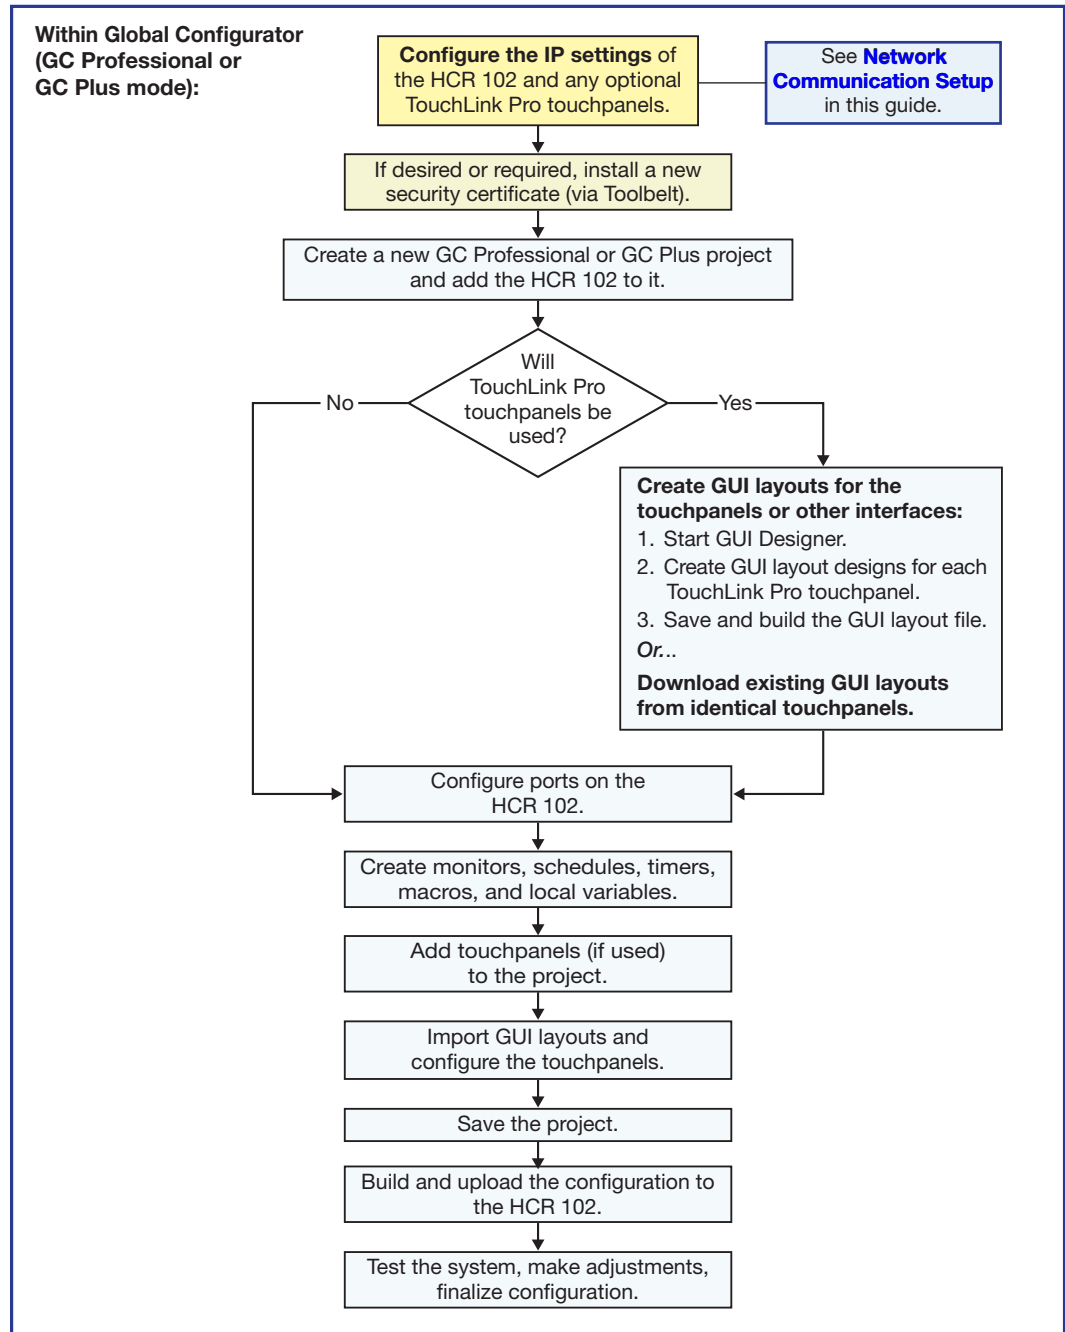 Within Global Configurator
(GC Professional or
GC Plus mode):
Configure the IP settings of
the HCR 102 and any optional
TouchLink Pro touchpanels.
See Network
Communication Setup
in this guide.
If desired or required, install a new
security certificate (via Toolbelt).
Create a new GC Professional or GC Plus project
and add the HCR 102 to it.
Will
TouchLink Pro
touchpanels be
used?
No
Yes
Create GUI layouts for the
touchpanels or other interfaces:
1. Start GUI Designer.
2. Create GUI layout designs for each
TouchLink Pro touchpanel.
3. Save and build the GUI layout file.
Or...
Download existing GUI layouts
from identical touchpanels.
Configure ports on the
HCR 102.
Create monitors, schedules, timers,
macros, and local variables.
Add touchpanels (if used)
to the project.
Import GUI layouts and
configure the touchpanels.
Save the project.
Build and upload the configuration to
the HCR 102.
Test the system, make adjustments,
finalize configuration.